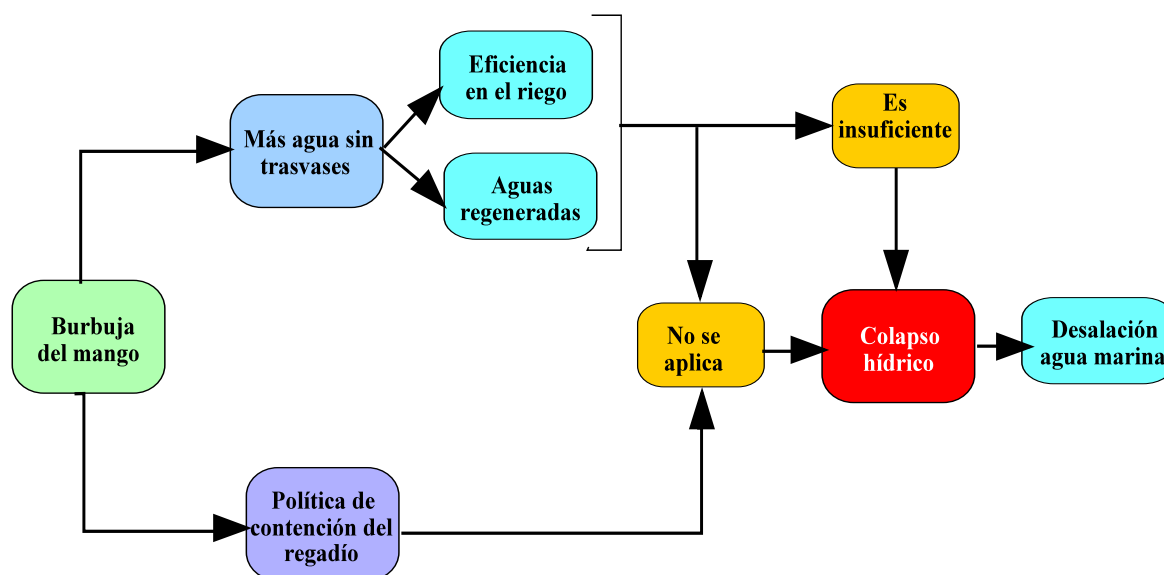 Eficiencia
en el riego
Es
insuficiente
Más agua sin
trasvases
Aguas
regeneradas
Burbuja
del mango
No se
aplica
Colapso
hídrico
Desalación
agua marina
Política de
contención del
regadío